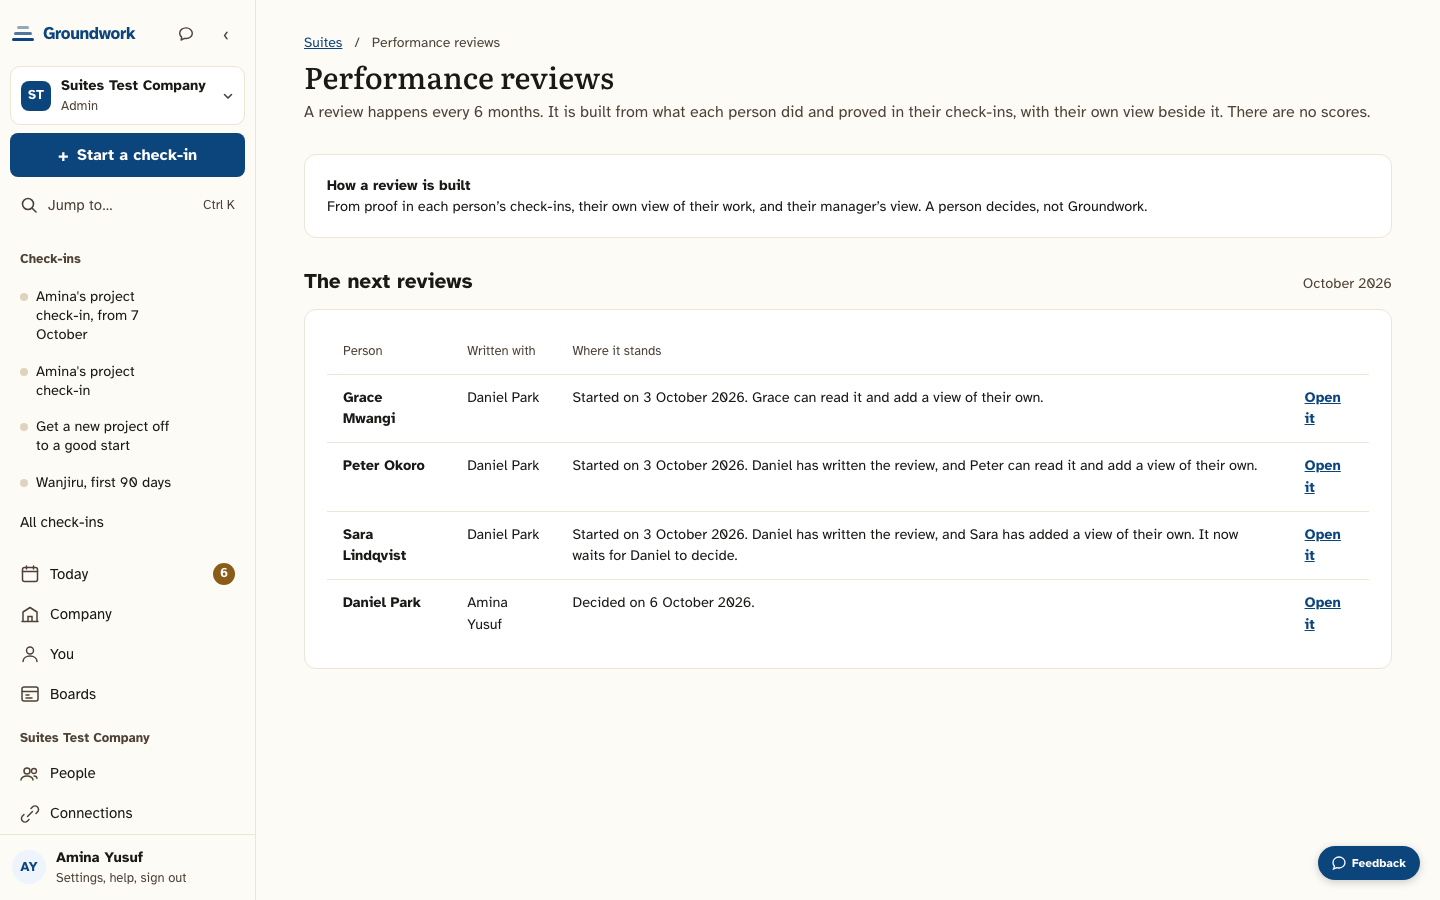 Groundwork
ST
Suites Test Company
Admin
+ Start a check-in
Jump to...
Ctrl K
Check-ins
Amina's project
check-in, from 7
October
Amina's project
check-in
Get a new project off
to a good start
Wanjiru, first 90 days
All check-ins
Today
6
Company
You
Boards
Suites Test Company
People
Connections
AY
Amina Yusuf
Settings, help, sign out
Suites / Performance reviews
Performance reviews
A review happens every 6 months. It is built from what each person did and proved in their check-ins, with their own view beside it. There are no scores.
How a review is built
From proof in each person’s check-ins, their own view of their work, and their manager’s view. A person decides, not Groundwork.
The next reviews
October 2026
Person
Written with
Where it stands
Grace
Mwangi
Daniel Park
Started on 3 October 2026. Grace can read it and add a view of their own.
Open
it
Peter Okoro
Daniel Park
Started on 3 October 2026. Daniel has written the review, and Peter can read it and add a view of their own.
Open
it
Sara
Lindqvist
Daniel Park
Started on 3 October 2026. Daniel has written the review, and Sara has added a view of their own. It now
waits for Daniel to decide.
Open
it
Daniel Park
Amina
Yusuf
Decided on 6 October 2026.
Open
it
Feedback